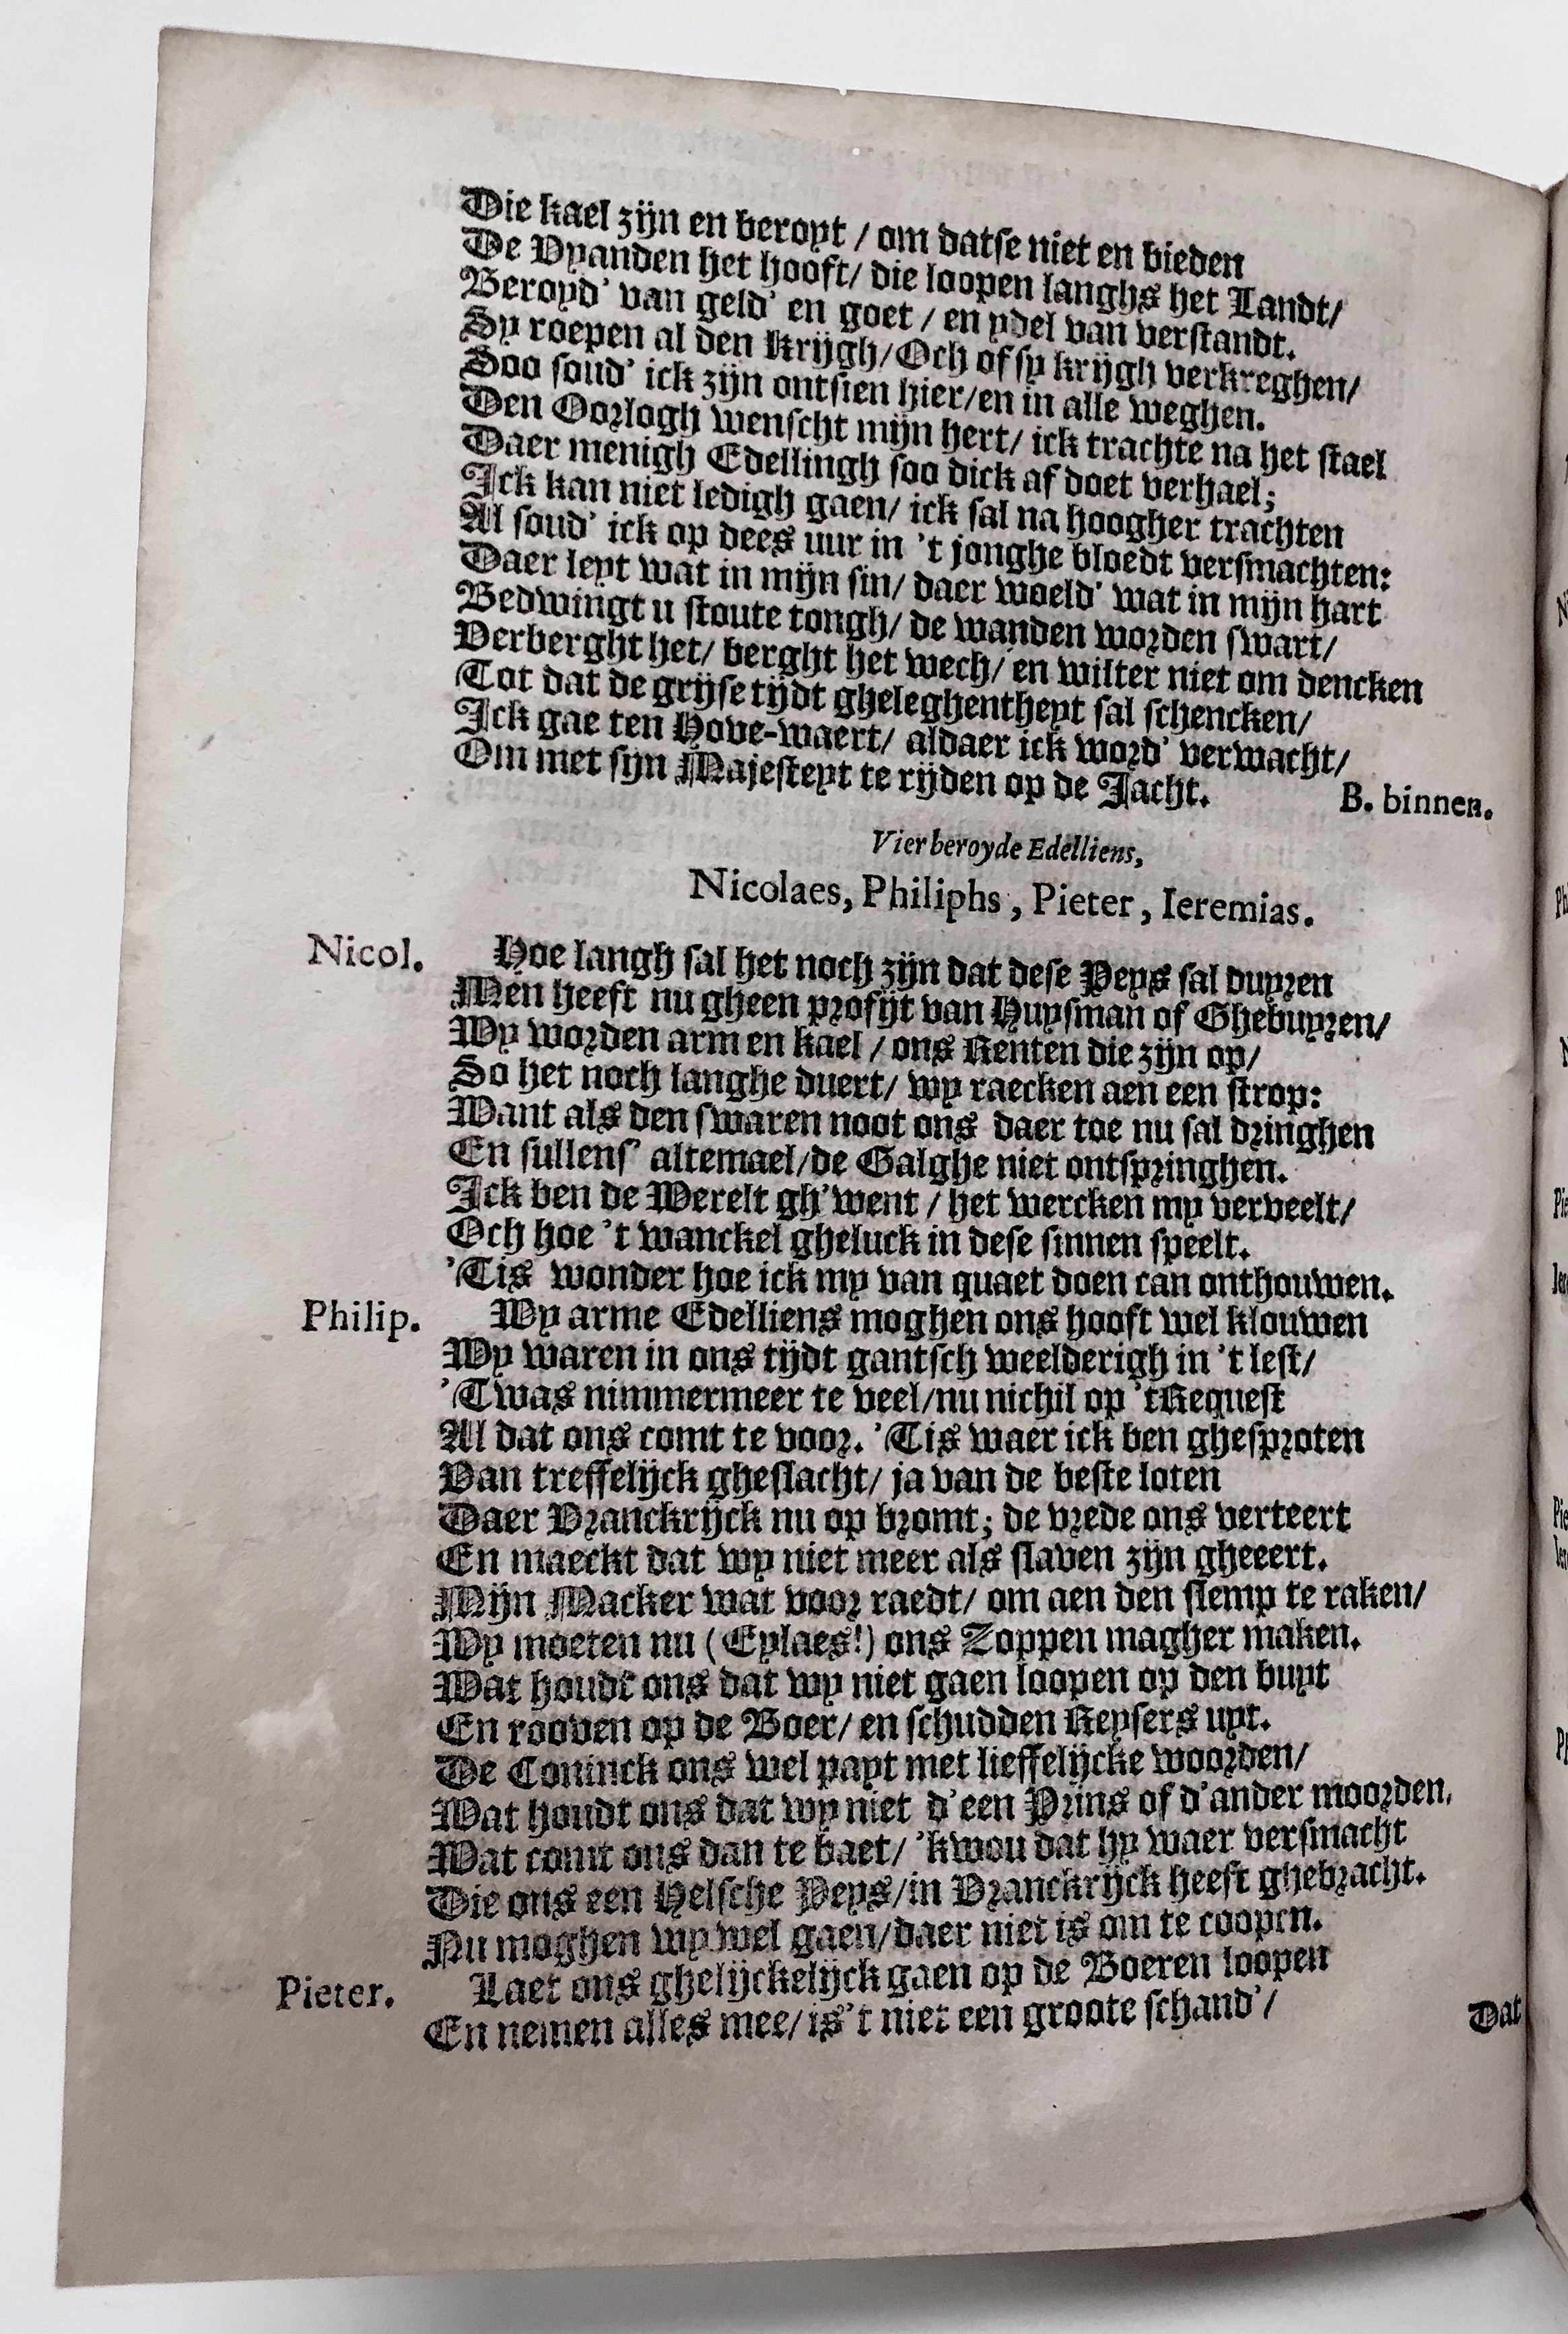 Die kael zijn en beroyt / om datse niet en bieden
De Vyanden het hooft/ die loopen langhs het Landt/
Beroyd' van geld' en goet / en ydel van verstandt.
Sy roepen al den Krijgh/Och of sy krijgh verkreghen/
Soo soud' ick zijn ontsien hier/en in alle weghen.
Den Oorlogh wenscht mijn hert/ ick trachte na het stael
Daer menigh Edellingh soo dick af doet verhael;
Ick kan niet ledigh gaen/ ick sal na hoogher trachten
Al soud' ick op dees uur in 't jonghe bloedt versmachten:
Daer leyt wat in mijn sin/ daer woeld' wat in mijn hart
Bedwingt u stoute tongh/ de wanden worden swart/
Verberght het/ berght het wech/ en wilter niet om dencken
Tot dat de grijse tijdt gheleghentheyt sal schencken/
Ick gae ten Hove-waert/ aldaer ick word' verwacht/
Om met sijn Majesteyt te rijden op de Jacht.
B. binnen.
Vier beroyde Edelliens,
Nicolaes, Philiphs, Pieter, Ieremias.
Nicol. Hoe langh sal het noch zijn dat dese Peys sal duyren
Men heeft nu gheen profijt van Huysman of Ghebuyren/
Wy worden arm en kael / ons Renten die zijn op/
So het noch langhe duert/ wy raecken aen een strop:
Want als den swaren noot ons daer toe nu sal dringhen
En sullens' altemael/de Galghe niet ontspringhen.
Ick ben de Werelt gh'went / het wercken my verveelt/
Och hoe 't wanckel gheluck in dese sinnen speelt.
'Tis wonder hoe ick my van quaet doen can onthouwen.
Philip. Wy arme Edelliens moghen ons hooft wel klouwen
Wy waren in ons tijdt gantsch weelderigh in 't lest/
'Twas nimmermeer te veel/nu nichil op 't Request
Al dat ons comt te voor. 'Tis waer ick ben ghesproten
Van treffelijck gheslacht/ ja van de beste loten
Daer Vranckrijck nu op bromt; de vrede ons verteert
En maeckt dat wy niet meer als slaven zijn gheeert.
Mijn Macker wat voor raedt/ om aen den slemp te raken/
Wy moeten nu (Eylaes!) ons Zoppen magher maken.
Wat houdt ons dat wy niet gaen loopen op den buyt
En rooven op de Boer/ en schudden Reysers uyt.
De Coninck ons wel payt met lieffelijcke woorden/
Wat houdt ons dat wy niet d'een Prins of d'ander moorden.
Wat comt ons dan te baet/ 'kwou dat hy waer versmacht
Die ons een Helsche Peys/in Vranckrijck heeft ghebracht.
Nu moghen wy wel gaen/daer niet is om te coopen.
Pieter. Laet ons ghelijckelijck gaen op de Boeren loopen
En nemen alles mee/is't niet een groote schand'/
Dat